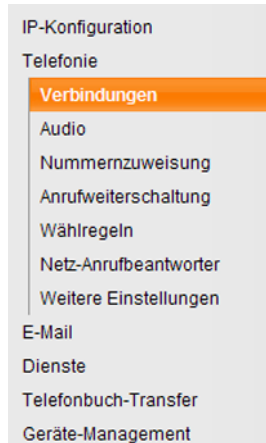 IP-Konfiguration
Telefonie
Verbindungen
Audio
Nummernzuweisung
Anrufweiterschaltung
Wählregeln
Netz-Anrufbeantworter
Weitere Einstellungen
E-Mail
Dienste
Telefonbuch-Transfer
Geräte-Management